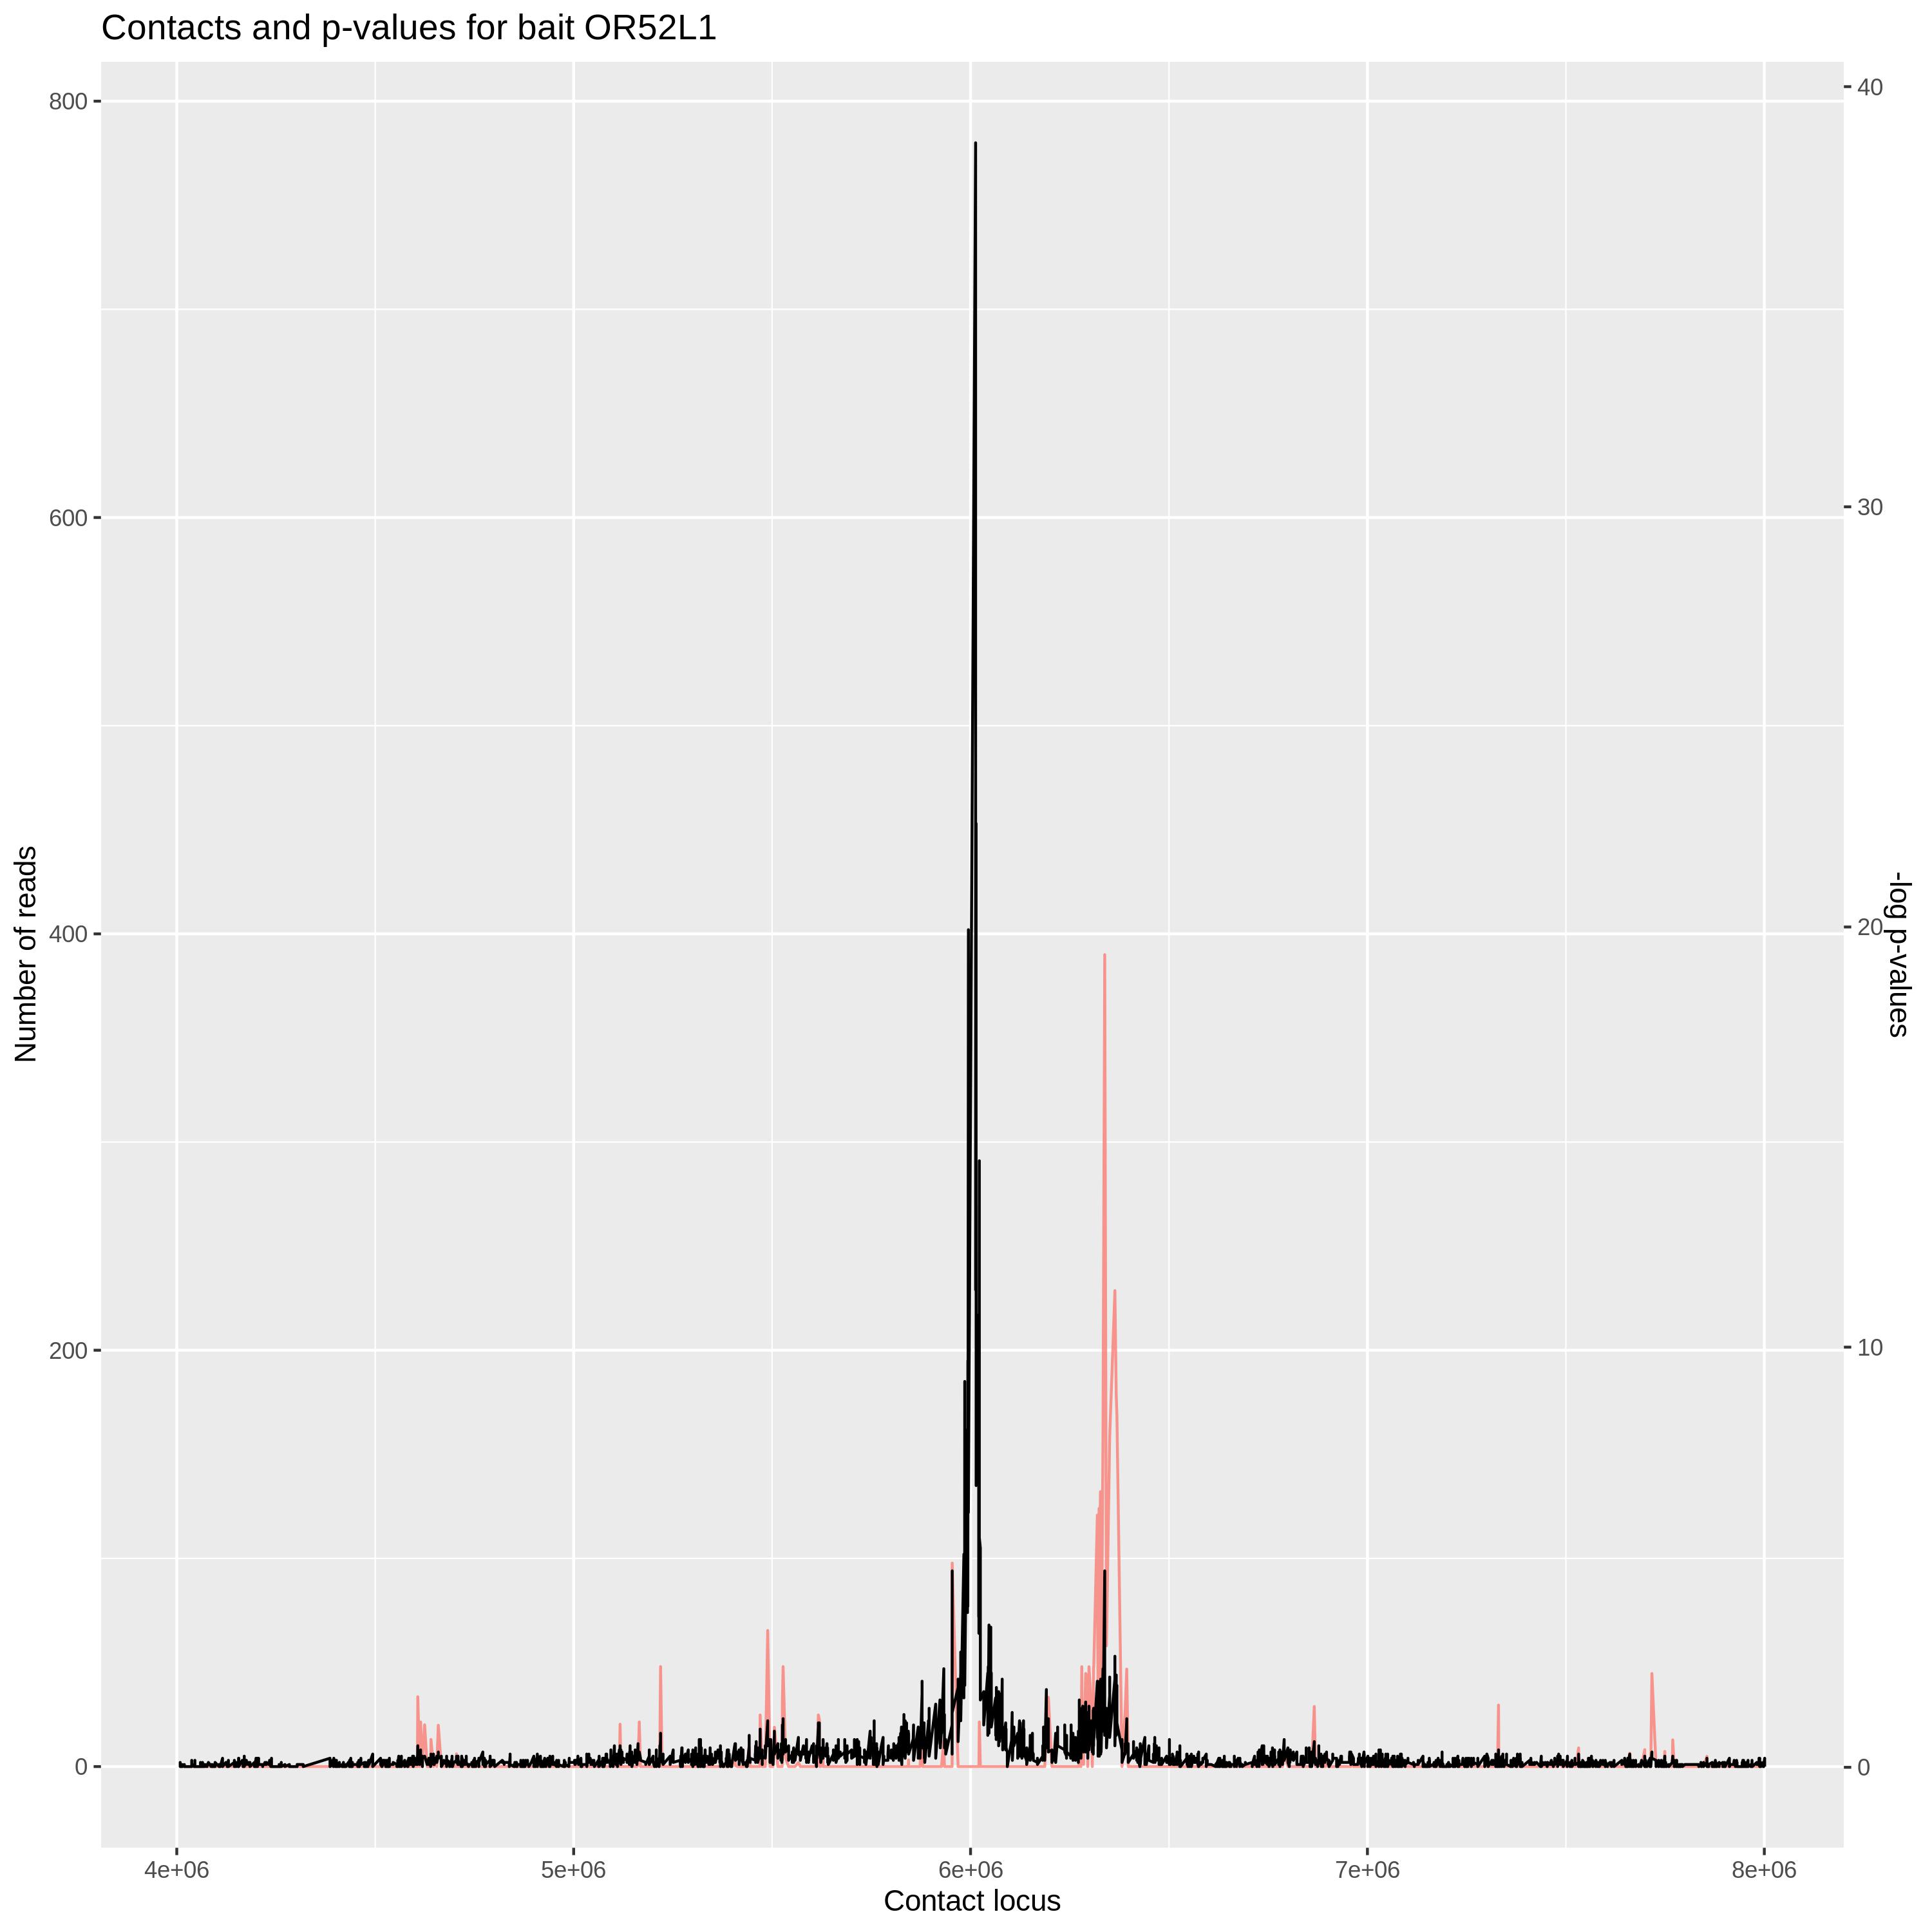 Contacts and p-values for bait OR52L1
800
600
400
200
0
40
30
20
10
0
Number of reads
-log p-values
4e+06 5e+06 6e+06 7e+06 8e+06
Contact locus